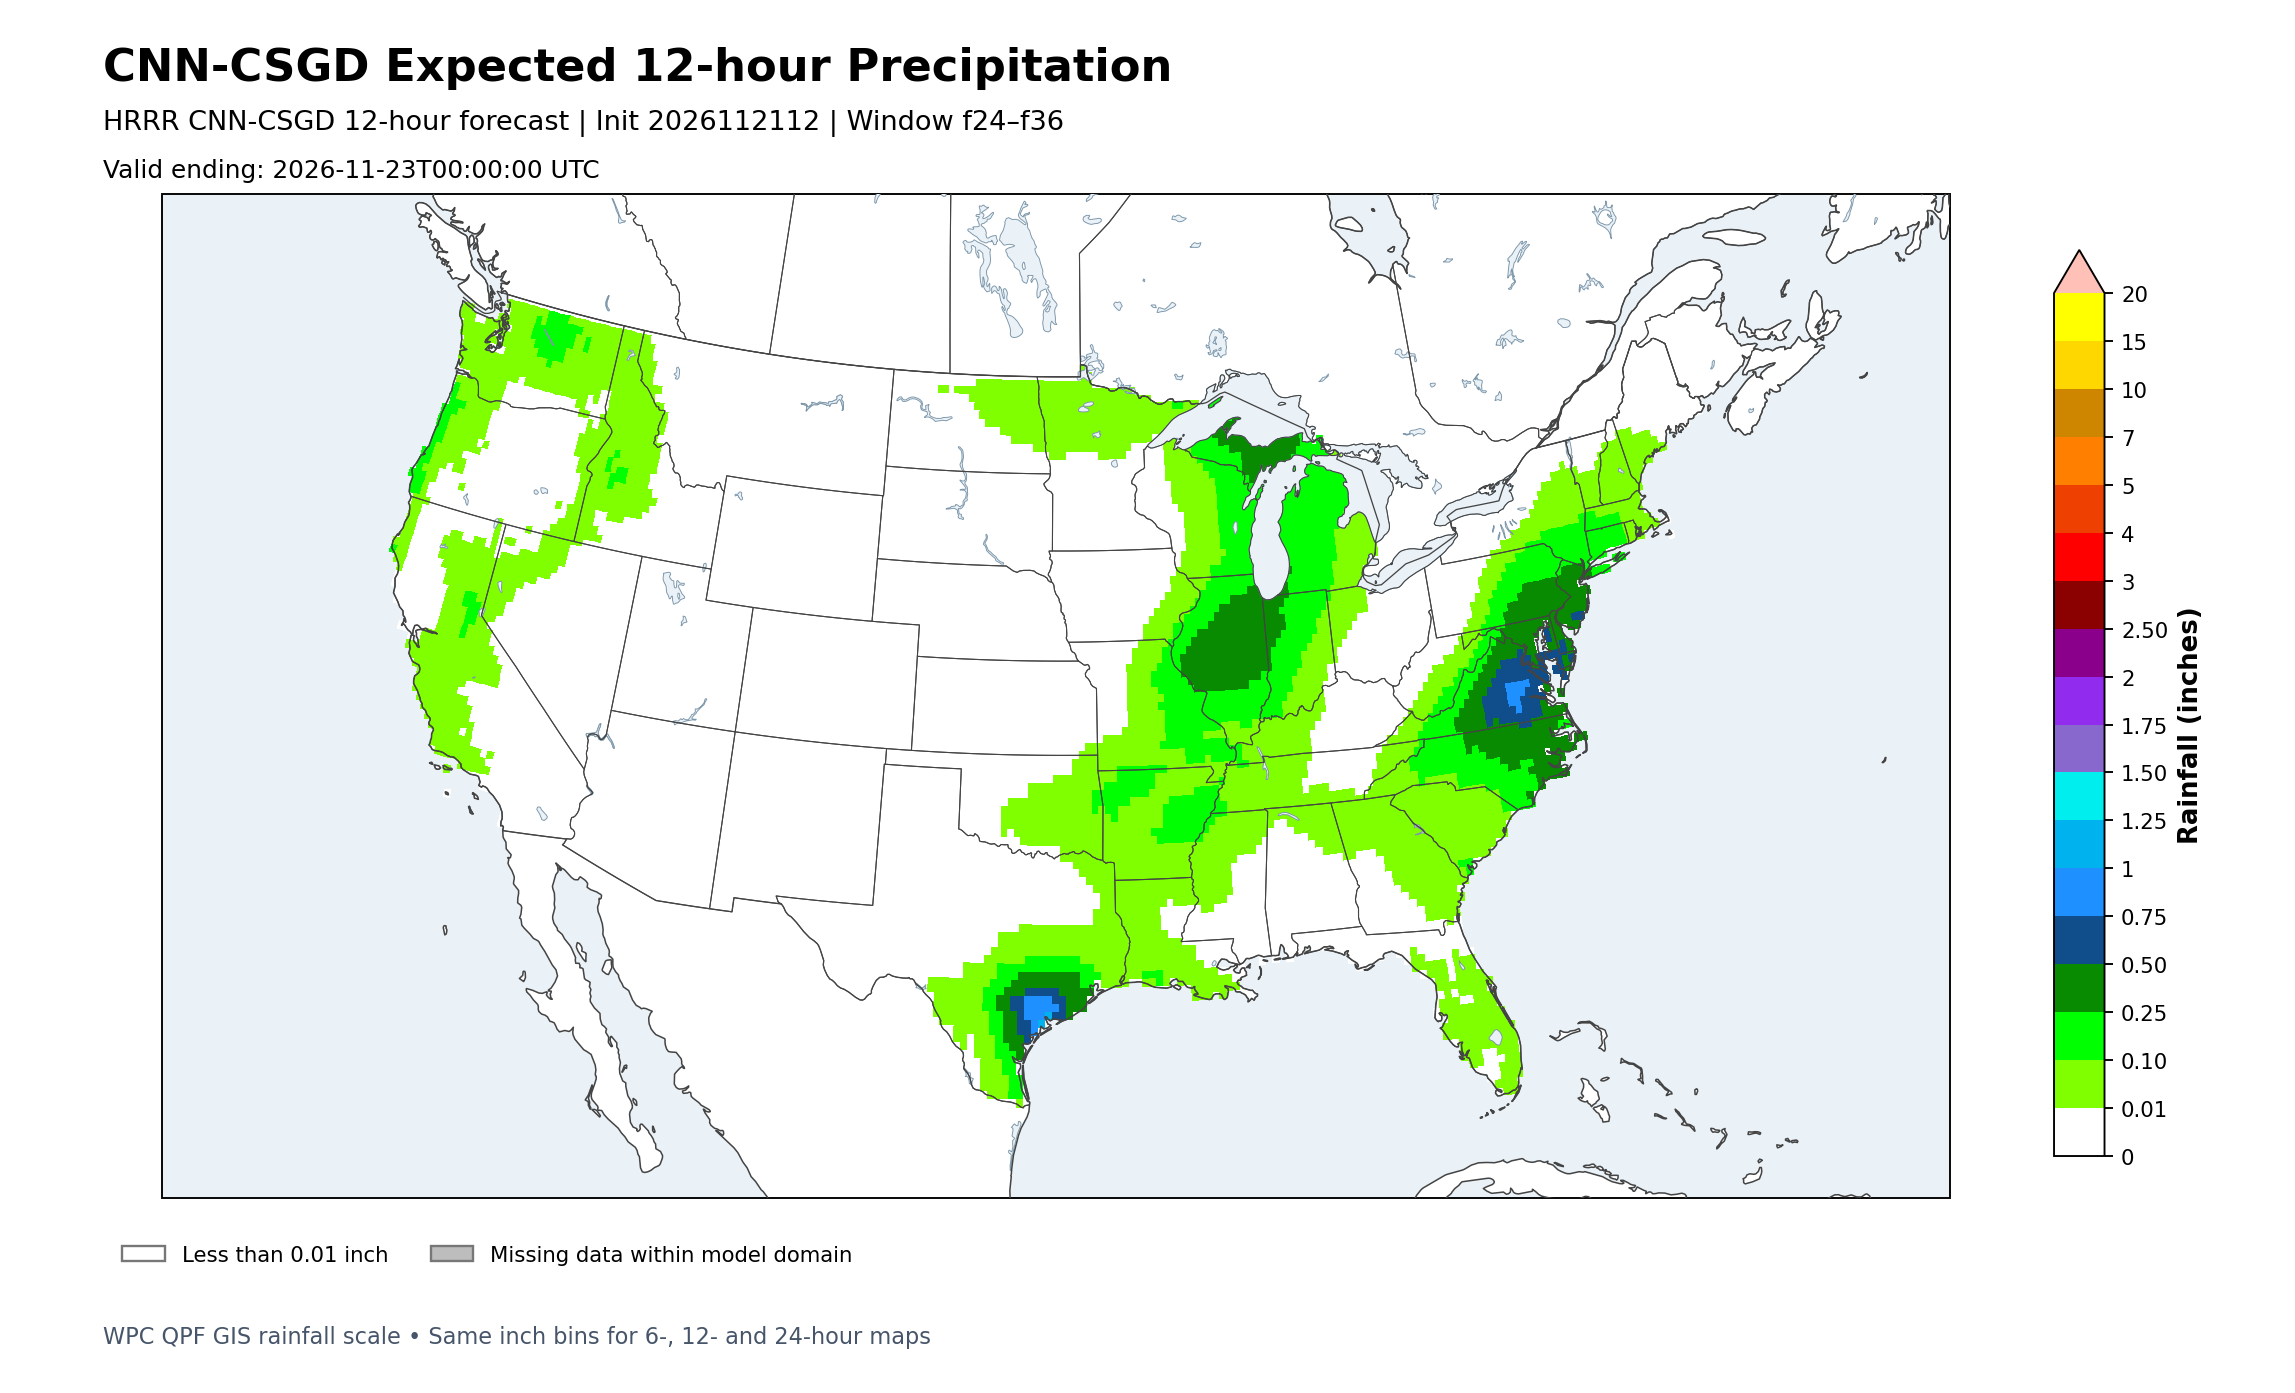 CNN-CSGD Expected 12-hour Precipitation
HRRR CNN-CSGD 12-hour forecast | Init 2026112112 | Window f24–f36
Valid ending: 2026-11-23T00:00:00 UTC
20
15
10
7
5
4
3
2.50
2
1.75
1.50
1.25
1
0.75
0.50
0.25
0.10
0.01
0
Rainfall (inches)
Less than 0.01 inch
Missing data within model domain
WPC QPF GIS rainfall scale • Same inch bins for 6-, 12- and 24-hour maps